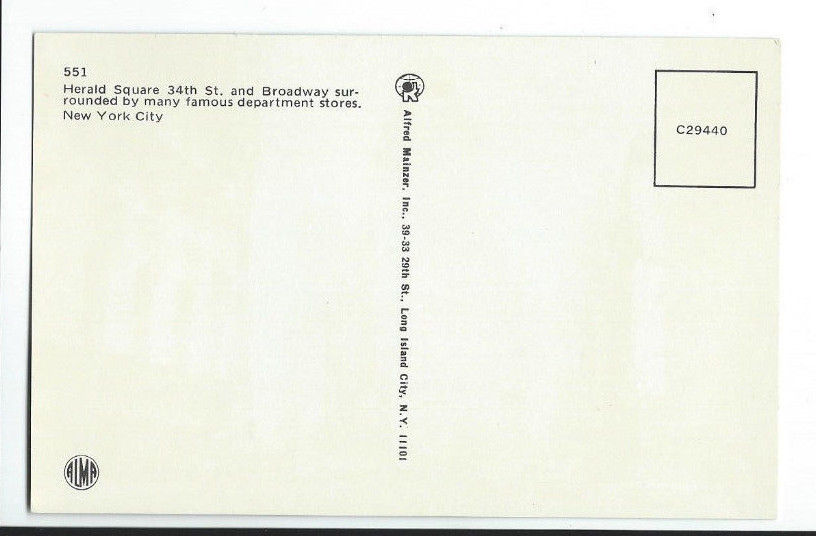 551
Herald Square 34th St. and Broadway sur-
rounded by many famous department stores.
New York City
Alfred Mainzer, Inc., 39-33 29th St., Long Island City, N.Y. 11101
C29440
ALMA